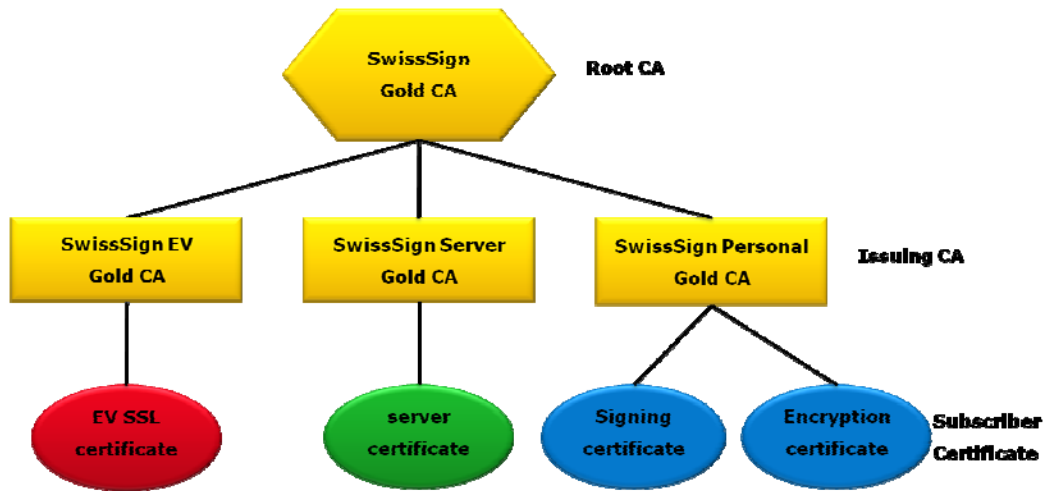 SwissSign
Gold CA
Root CA
SwissSign EV
Gold CA
SwissSign Server
Gold CA
SwissSign Personal
Gold CA
Issuing CA
EV SSL
certificate
server
certificate
Signing
certificate
Encryption
certificate
Subscriber
Certificate